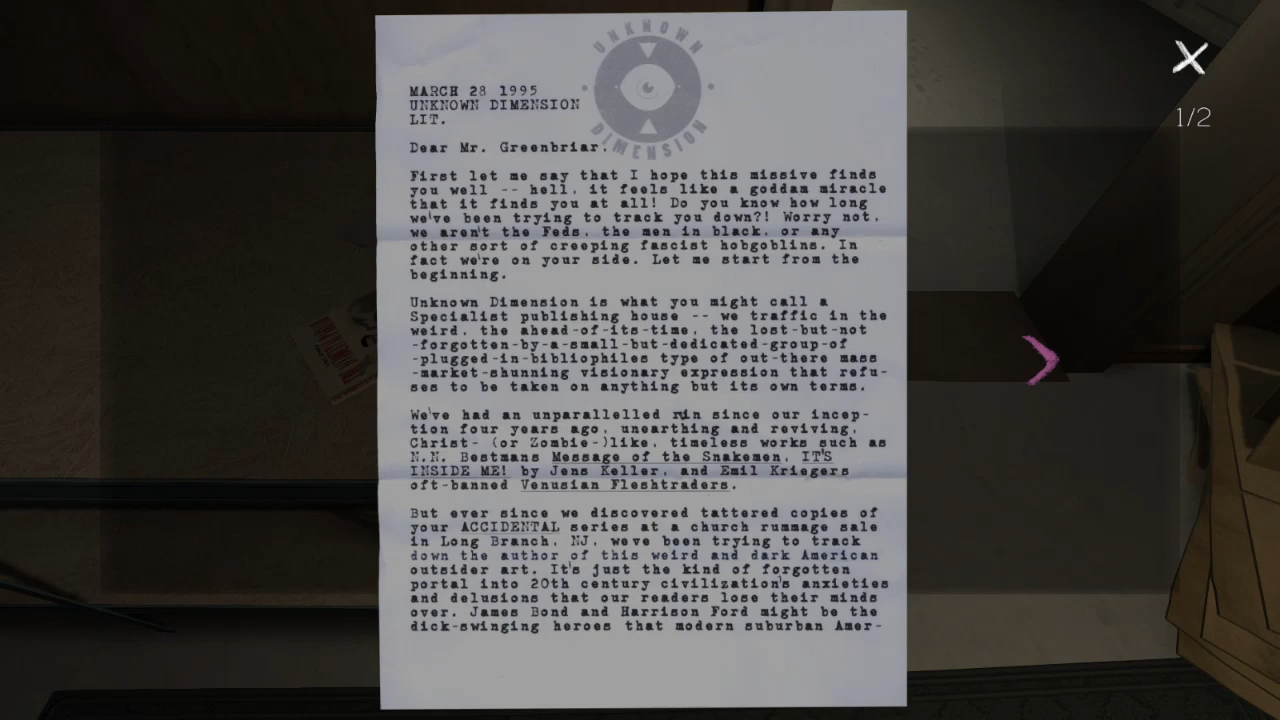 UNKNOWN
DIMENSION
MARCH 28 1995
UNKNOWN DIMENSION
LIT.
Dear Mr. Greenbriar,
First let me say that I hope this missive finds
you well -- hell, it feels like a goddam miracle
that it finds you at all! Do you know how long
we've been trying to track you down?! Worry not,
we aren't the Feds, the men in black, or any
other sort of creeping fascist hobgoblins. In
fact we're on your side. Let me start from the
beginning.
Unknown Dimension is what you might call a
Specialist publishing house -- we traffic in the
weird, the ahead-of-its-time, the lost-but-not
-forgotten-by-a-small-but-dedicated-group-of
-plugged-in-bibliophiles type of out-there mass
-market-shunning visionary expression that refu-
ses to be taken on anything but its own terms.
We've had an unparallelled run since our incep-
tion four years ago, unearthing and reviving,
Christ- (or Zombie-)like, timeless works such as
N.N. Bestmans Message of the Snakemen, IT'S
INSIDE ME! by Jens Keller, and Emil Kriegers
oft-banned Venusian Fleshtraders.
But ever since we discovered tattered copies of
your ACCIDENTAL series at a church rummage sale
in Long Branch, NJ, weve been trying to track
down the author of this weird and dark American
outsider art. It's just the kind of forgotten
portal into 20th century civilization's anxieties
and delusions that our readers lose their minds
over. James Bond and Harrison Ford might be the
dick-swinging heroes that modern suburban Amer-
1/2